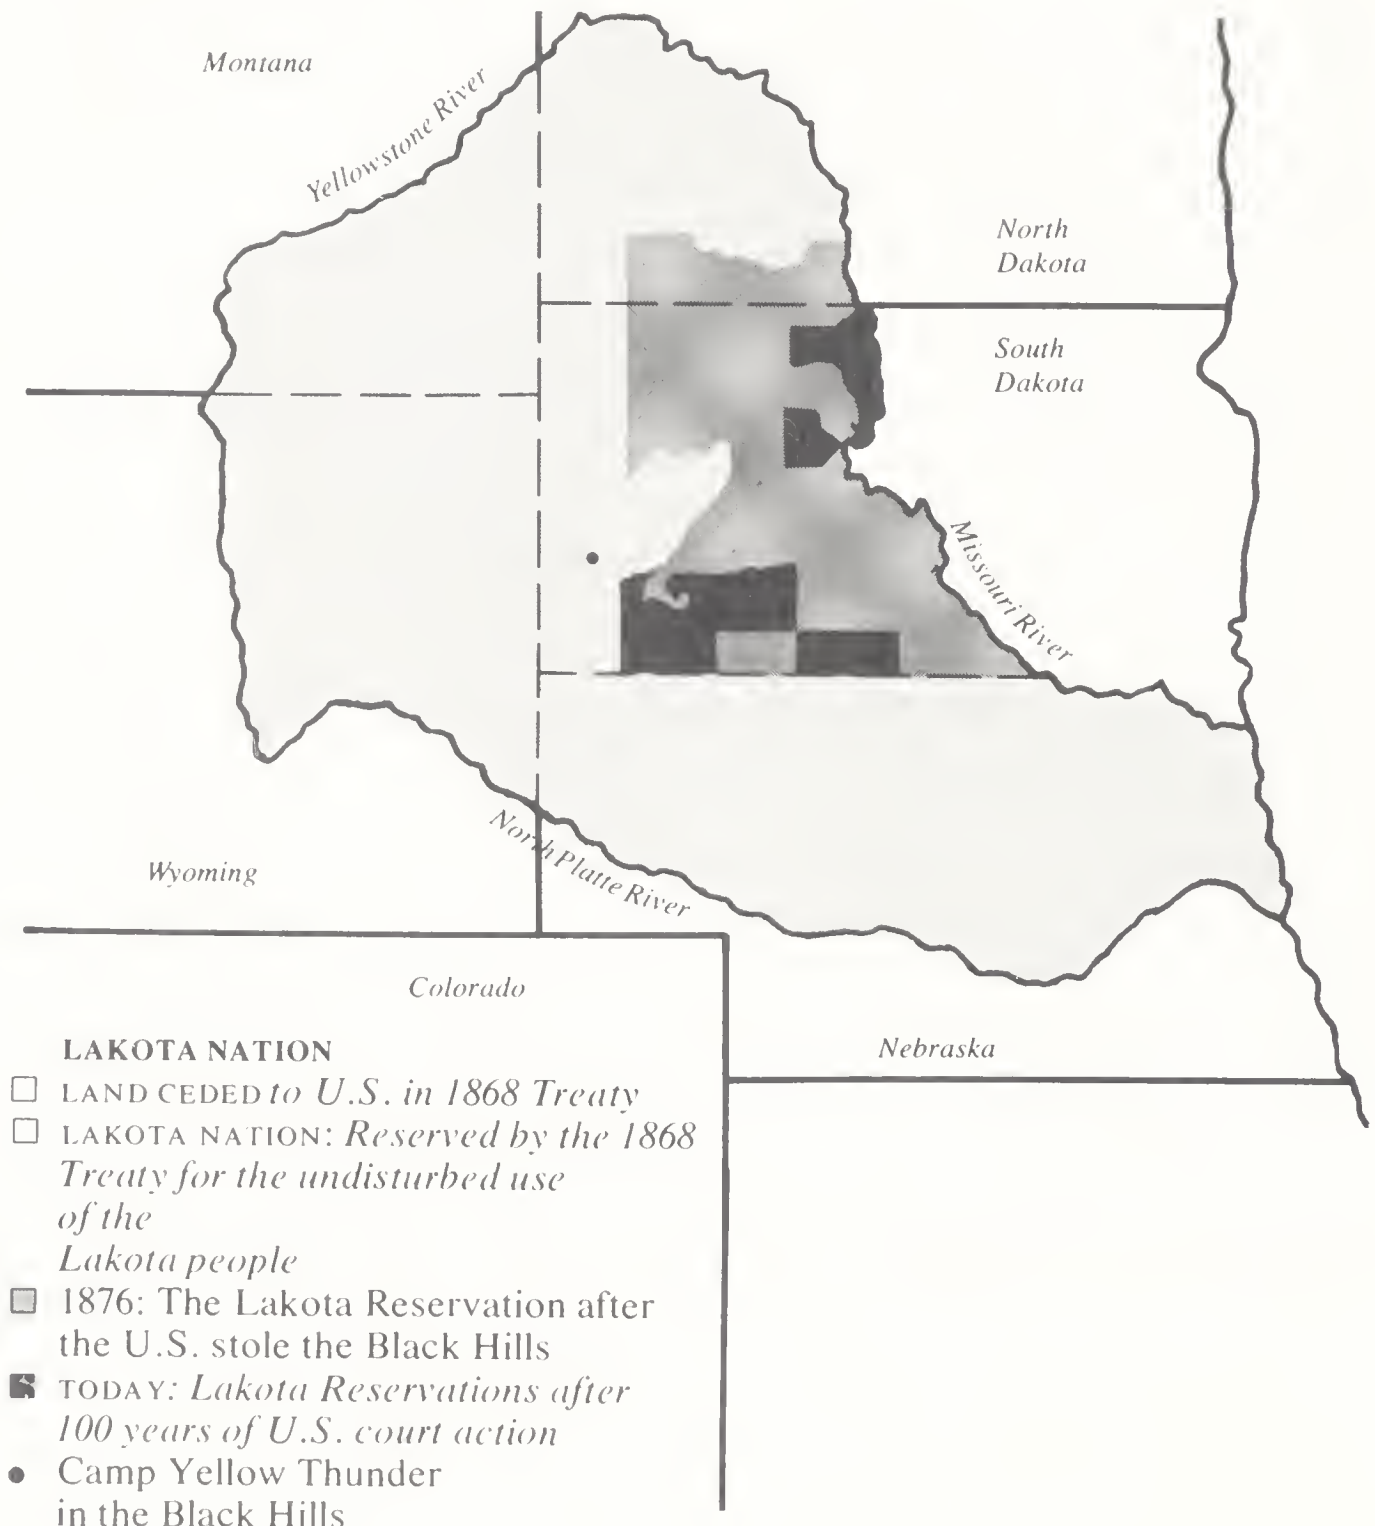 Montana
Yellowstone River
North
Dakota
South
Dakota
Missouri River
North Platte River
Wyoming
Colorado
Nebraska
LAKOTA NATION
LAND CEDED to U.S. in 1868 Treaty
LAKOTA NATION: Reserved by the 1868
Treaty for the undisturbed use
of the
Lakota people
1876: The Lakota Reservation after
the U.S. stole the Black Hills
TODAY: Lakota Reservations after
100 years of U.S. court action
Camp Yellow Thunder
in the Black Hills